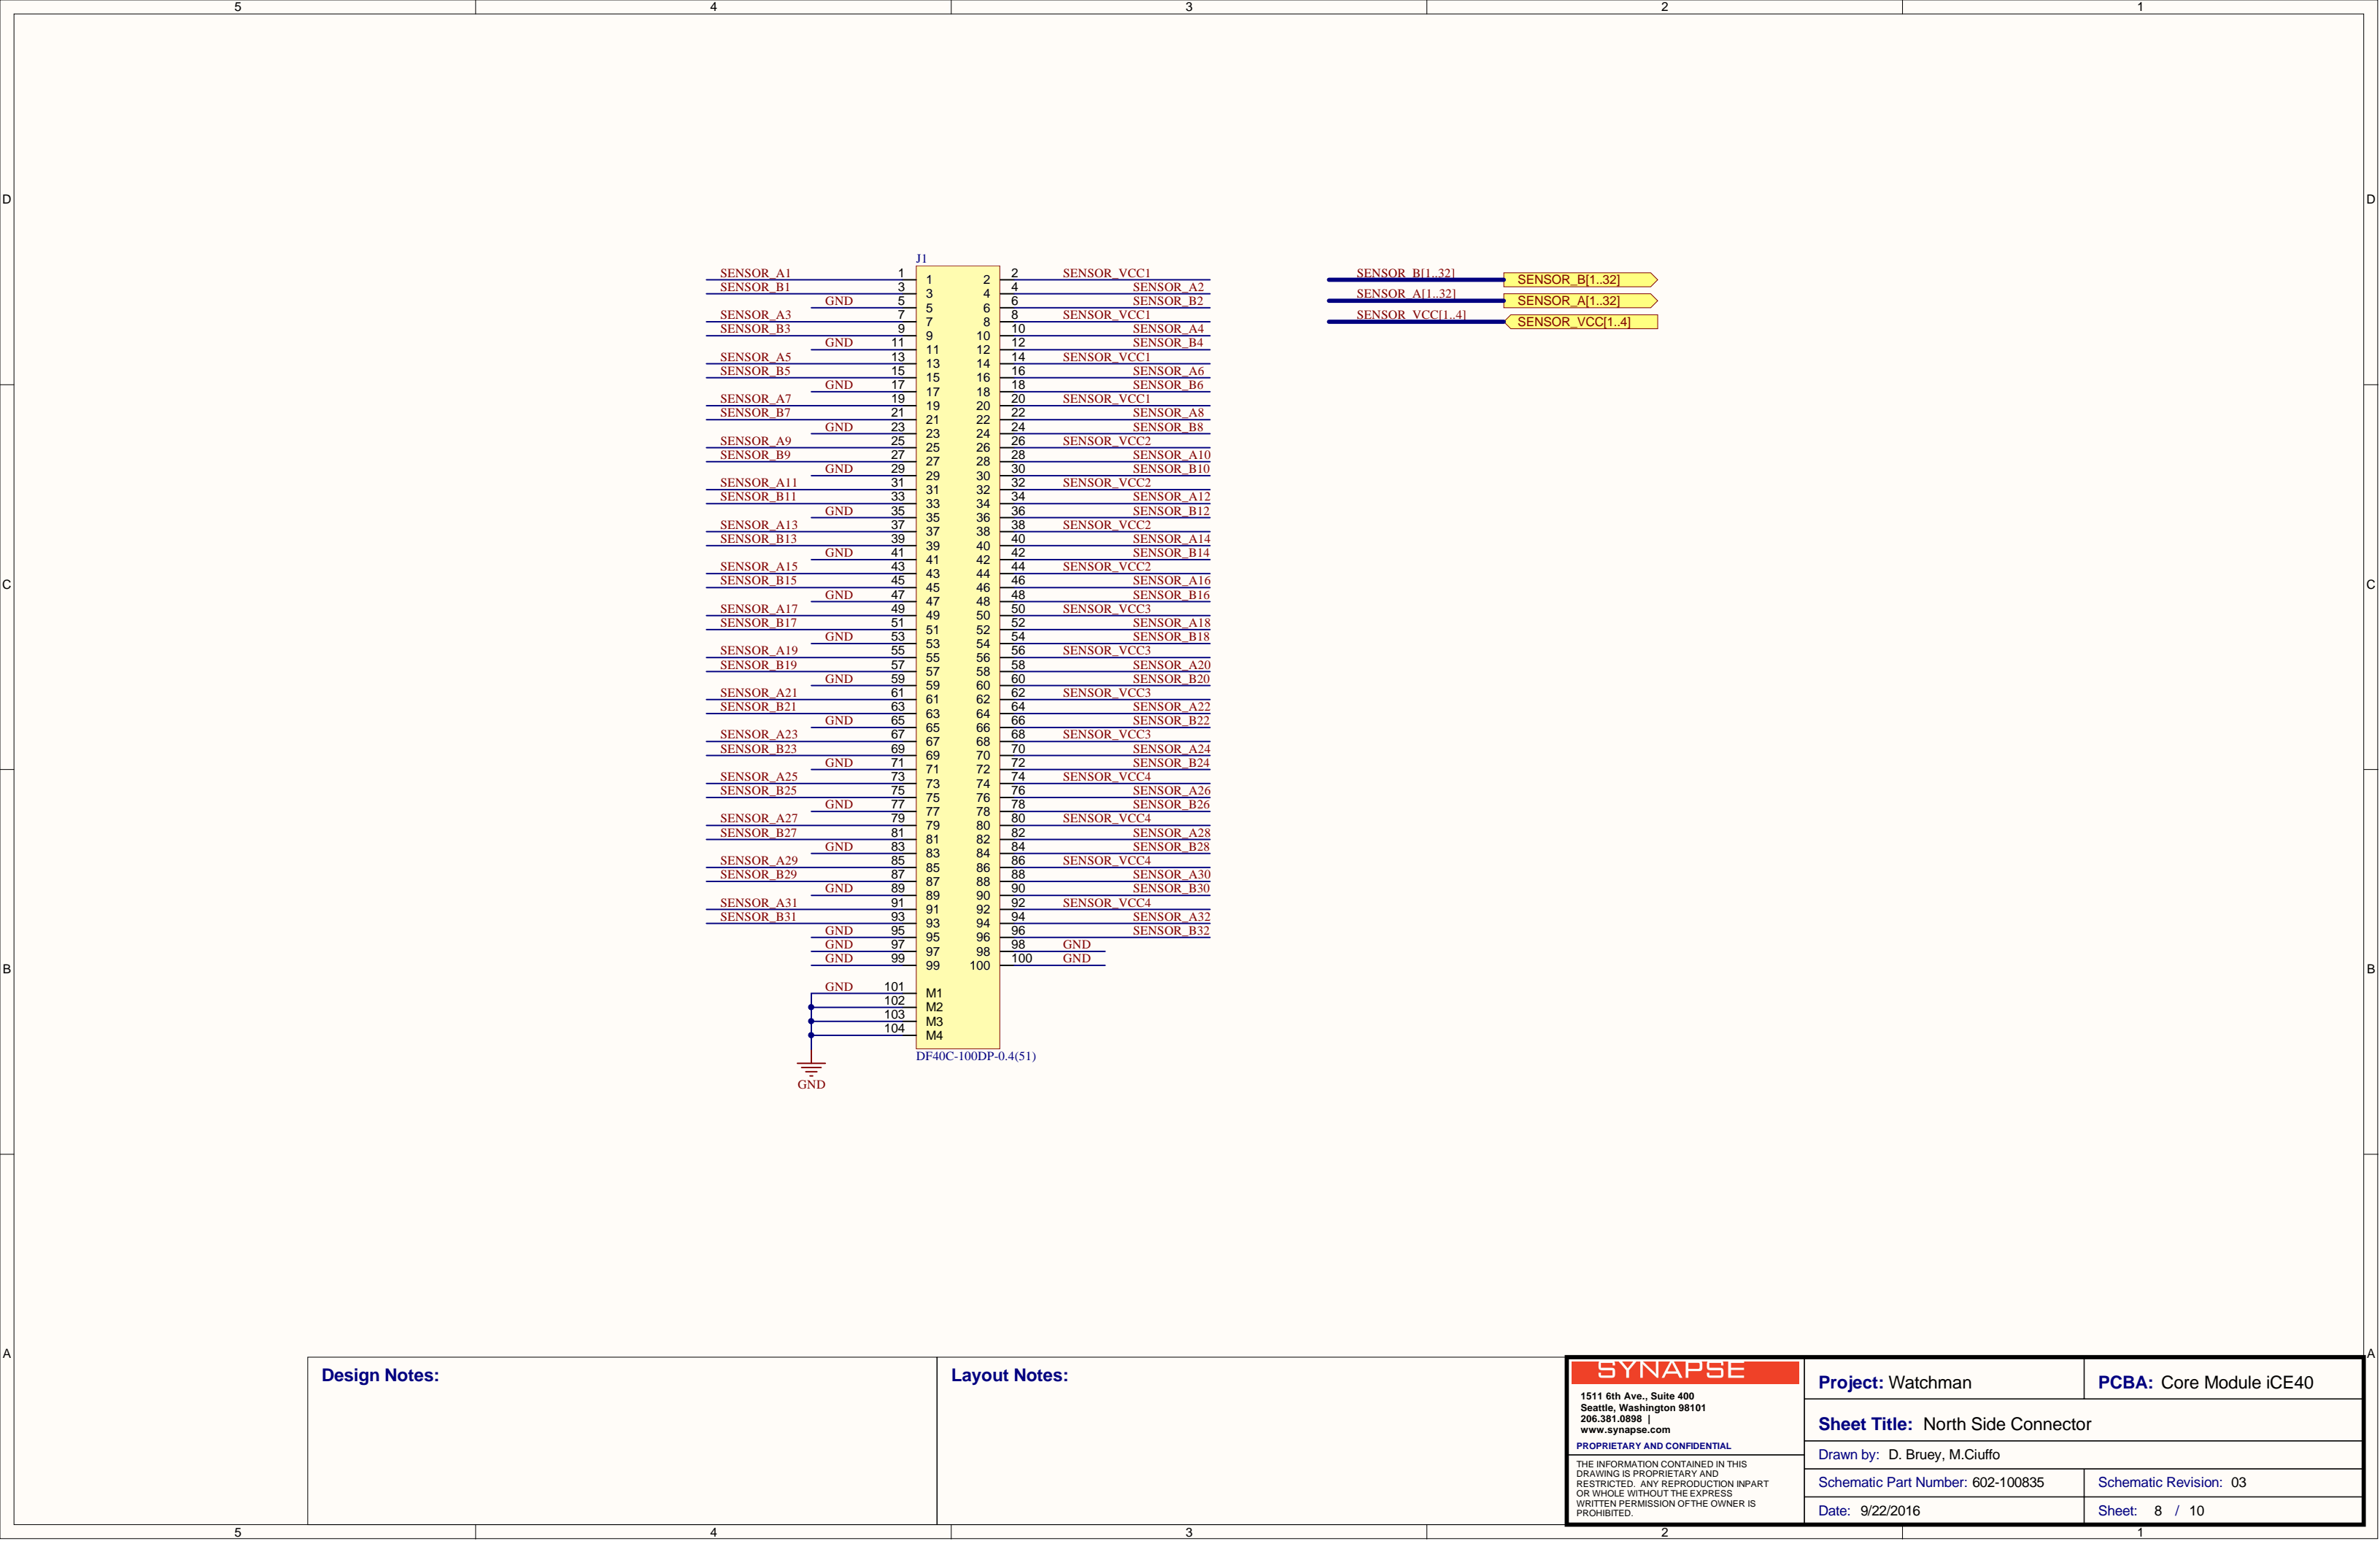 5 4 3 2 1
D D
J1
SENSOR_A1 1 1 2 2 SENSOR_VCC1
SENSOR_B1 3 3 4 4 SENSOR_A2
GND 5 5 6 6 SENSOR_B2
SENSOR_A3 7 7 8 8 SENSOR_VCC1
SENSOR_B3 9 9 10 10 SENSOR_A4
GND 11 11 12 12 SENSOR_B4
SENSOR_A5 13 13 14 14 SENSOR_VCC1
SENSOR_B5 15 15 16 16 SENSOR_A6
GND 17 17 18 18 SENSOR_B6
SENSOR_A7 19 19 20 20 SENSOR_VCC1
SENSOR_B7 21 21 22 22 SENSOR_A8
GND 23 23 24 24 SENSOR_B8
SENSOR_A9 25 25 26 26 SENSOR_VCC2
SENSOR_B9 27 27 28 28 SENSOR_A10
GND 29 29 30 30 SENSOR_B10
SENSOR_A11 31 31 32 32 SENSOR_VCC2
SENSOR_B11 33 33 34 34 SENSOR_A12
GND 35 35 36 36 SENSOR_B12
SENSOR_A13 37 37 38 38 SENSOR_VCC2
SENSOR_B13 39 39 40 40 SENSOR_A14
GND 41 41 42 42 SENSOR_B14
SENSOR_A15 43 43 44 44 SENSOR_VCC2
SENSOR_B15 45 45 46 46 SENSOR_A16
GND 47 47 48 48 SENSOR_B16
SENSOR_A17 49 49 50 50 SENSOR_VCC3
SENSOR_B17 51 51 52 52 SENSOR_A18
GND 53 53 54 54 SENSOR_B18
SENSOR_A19 55 55 56 56 SENSOR_VCC3
SENSOR_B19 57 57 58 58 SENSOR_A20
GND 59 59 60 60 SENSOR_B20
SENSOR_A21 61 61 62 62 SENSOR_VCC3
SENSOR_B21 63 63 64 64 SENSOR_A22
GND 65 65 66 66 SENSOR_B22
SENSOR_A23 67 67 68 68 SENSOR_VCC3
SENSOR_B23 69 69 70 70 SENSOR_A24
GND 71 71 72 72 SENSOR_B24
SENSOR_A25 73 73 74 74 SENSOR_VCC4
SENSOR_B25 75 75 76 76 SENSOR_A26
GND 77 77 78 78 SENSOR_B26
SENSOR_A27 79 79 80 80 SENSOR_VCC4
SENSOR_B27 81 81 82 82 SENSOR_A28
GND 83 83 84 84 SENSOR_B28
SENSOR_A29 85 85 86 86 SENSOR_VCC4
SENSOR_B29 87 87 88 88 SENSOR_A30
GND 89 89 90 90 SENSOR_B30
SENSOR_A31 91 91 92 92 SENSOR_VCC4
SENSOR_B31 93 93 94 94 SENSOR_A32
GND 95 95 96 96 SENSOR_B32
GND 97 97 98 98 GND
GND 99 99 100 100 GND
GND 101 M1
102 M2
103 M3
104 M4
DF40C-100DP-0.4(51)
GND
SENSOR_B[1..32] SENSOR_B[1..32]
SENSOR_A[1..32] SENSOR_A[1..32]
SENSOR_VCC[1..4] SENSOR_VCC[1..4]
C C
B B
A A
Design Notes:
Layout Notes:
SYNAPSE
1511 6th Ave., Suite 400
Seattle, Washington 98101
206.381.0898 |
www.synapse.com
PROPRIETARY AND CONFIDENTIAL
THE INFORMATION CONTAINED IN THIS
DRAWING IS PROPRIETARY AND
RESTRICTED. ANY REPRODUCTION INPART
OR WHOLE WITHOUT THE EXPRESS
WRITTEN PERMISSION OF THE OWNER IS
PROHIBITED.
Project: Watchman
PCBA: Core Module iCE40
Sheet Title: North Side Connector
Drawn by: D. Bruey, M.Ciuffo
Schematic Part Number: 602-100835
Schematic Revision: 03
Date: 9/22/2016
Sheet: 8 / 10
5 4 3 2 1